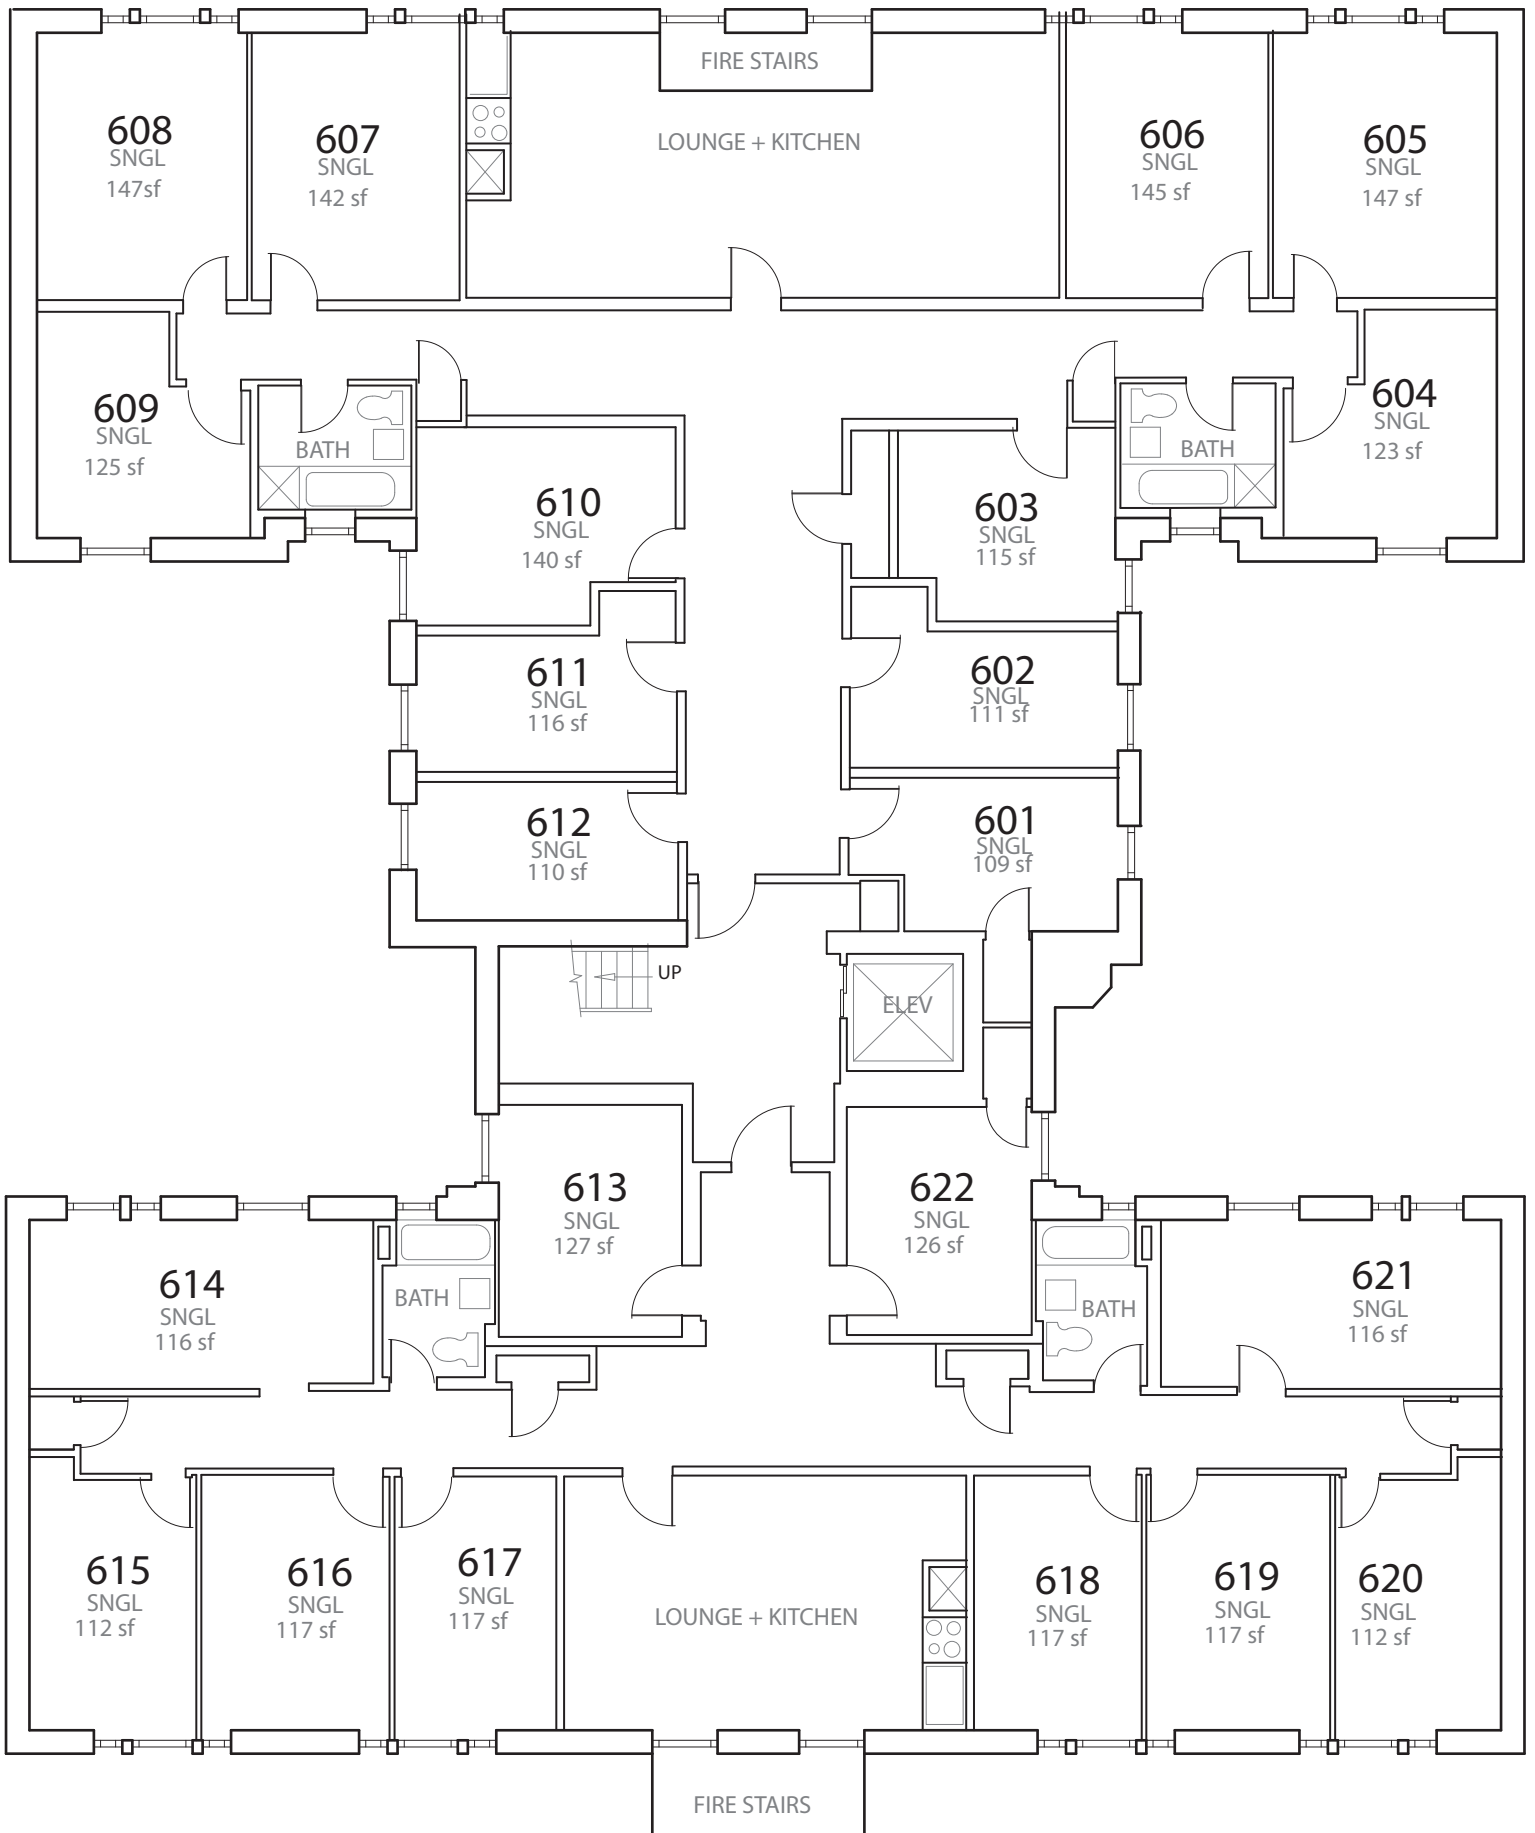 FIRE STAIRS
608
SNGL
147sf
607
SNGL
142 sf
LOUNGE + KITCHEN
606
SNGL
145 sf
605
SNGL
147 sf
609
SNGL
125 sf
BATH
610
SNGL
140 sf
603
SNGL
115 sf
BATH
604
SNGL
123 sf
611
SNGL
116 sf
602
SNGL
111 sf
612
SNGL
110 sf
601
SNGL
109 sf
UP
ELEV
613
SNGL
127 sf
622
SNGL
126 sf
614
SNGL
116 sf
BATH
BATH
621
SNGL
116 sf
615
SNGL
112 sf
616
SNGL
117 sf
617
SNGL
117 sf
LOUNGE + KITCHEN
618
SNGL
117 sf
619
SNGL
117 sf
620
SNGL
112 sf
FIRE STAIRS